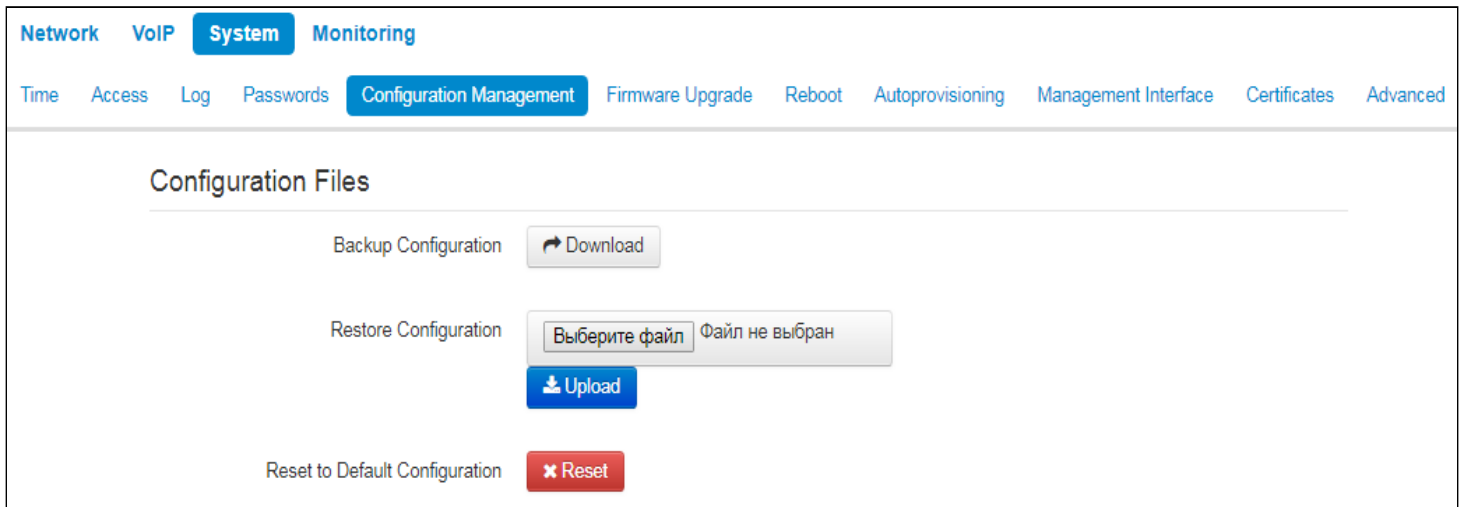 Network VoIP System Monitoring
Time Access Log Passwords Configuration Management Firmware Upgrade Reboot Autoprovisioning Management Interface Certificates Advanced
Configuration Files
Backup Configuration Download
Restore Configuration Выберите файл Файл не выбран
Upload
Reset to Default Configuration Reset